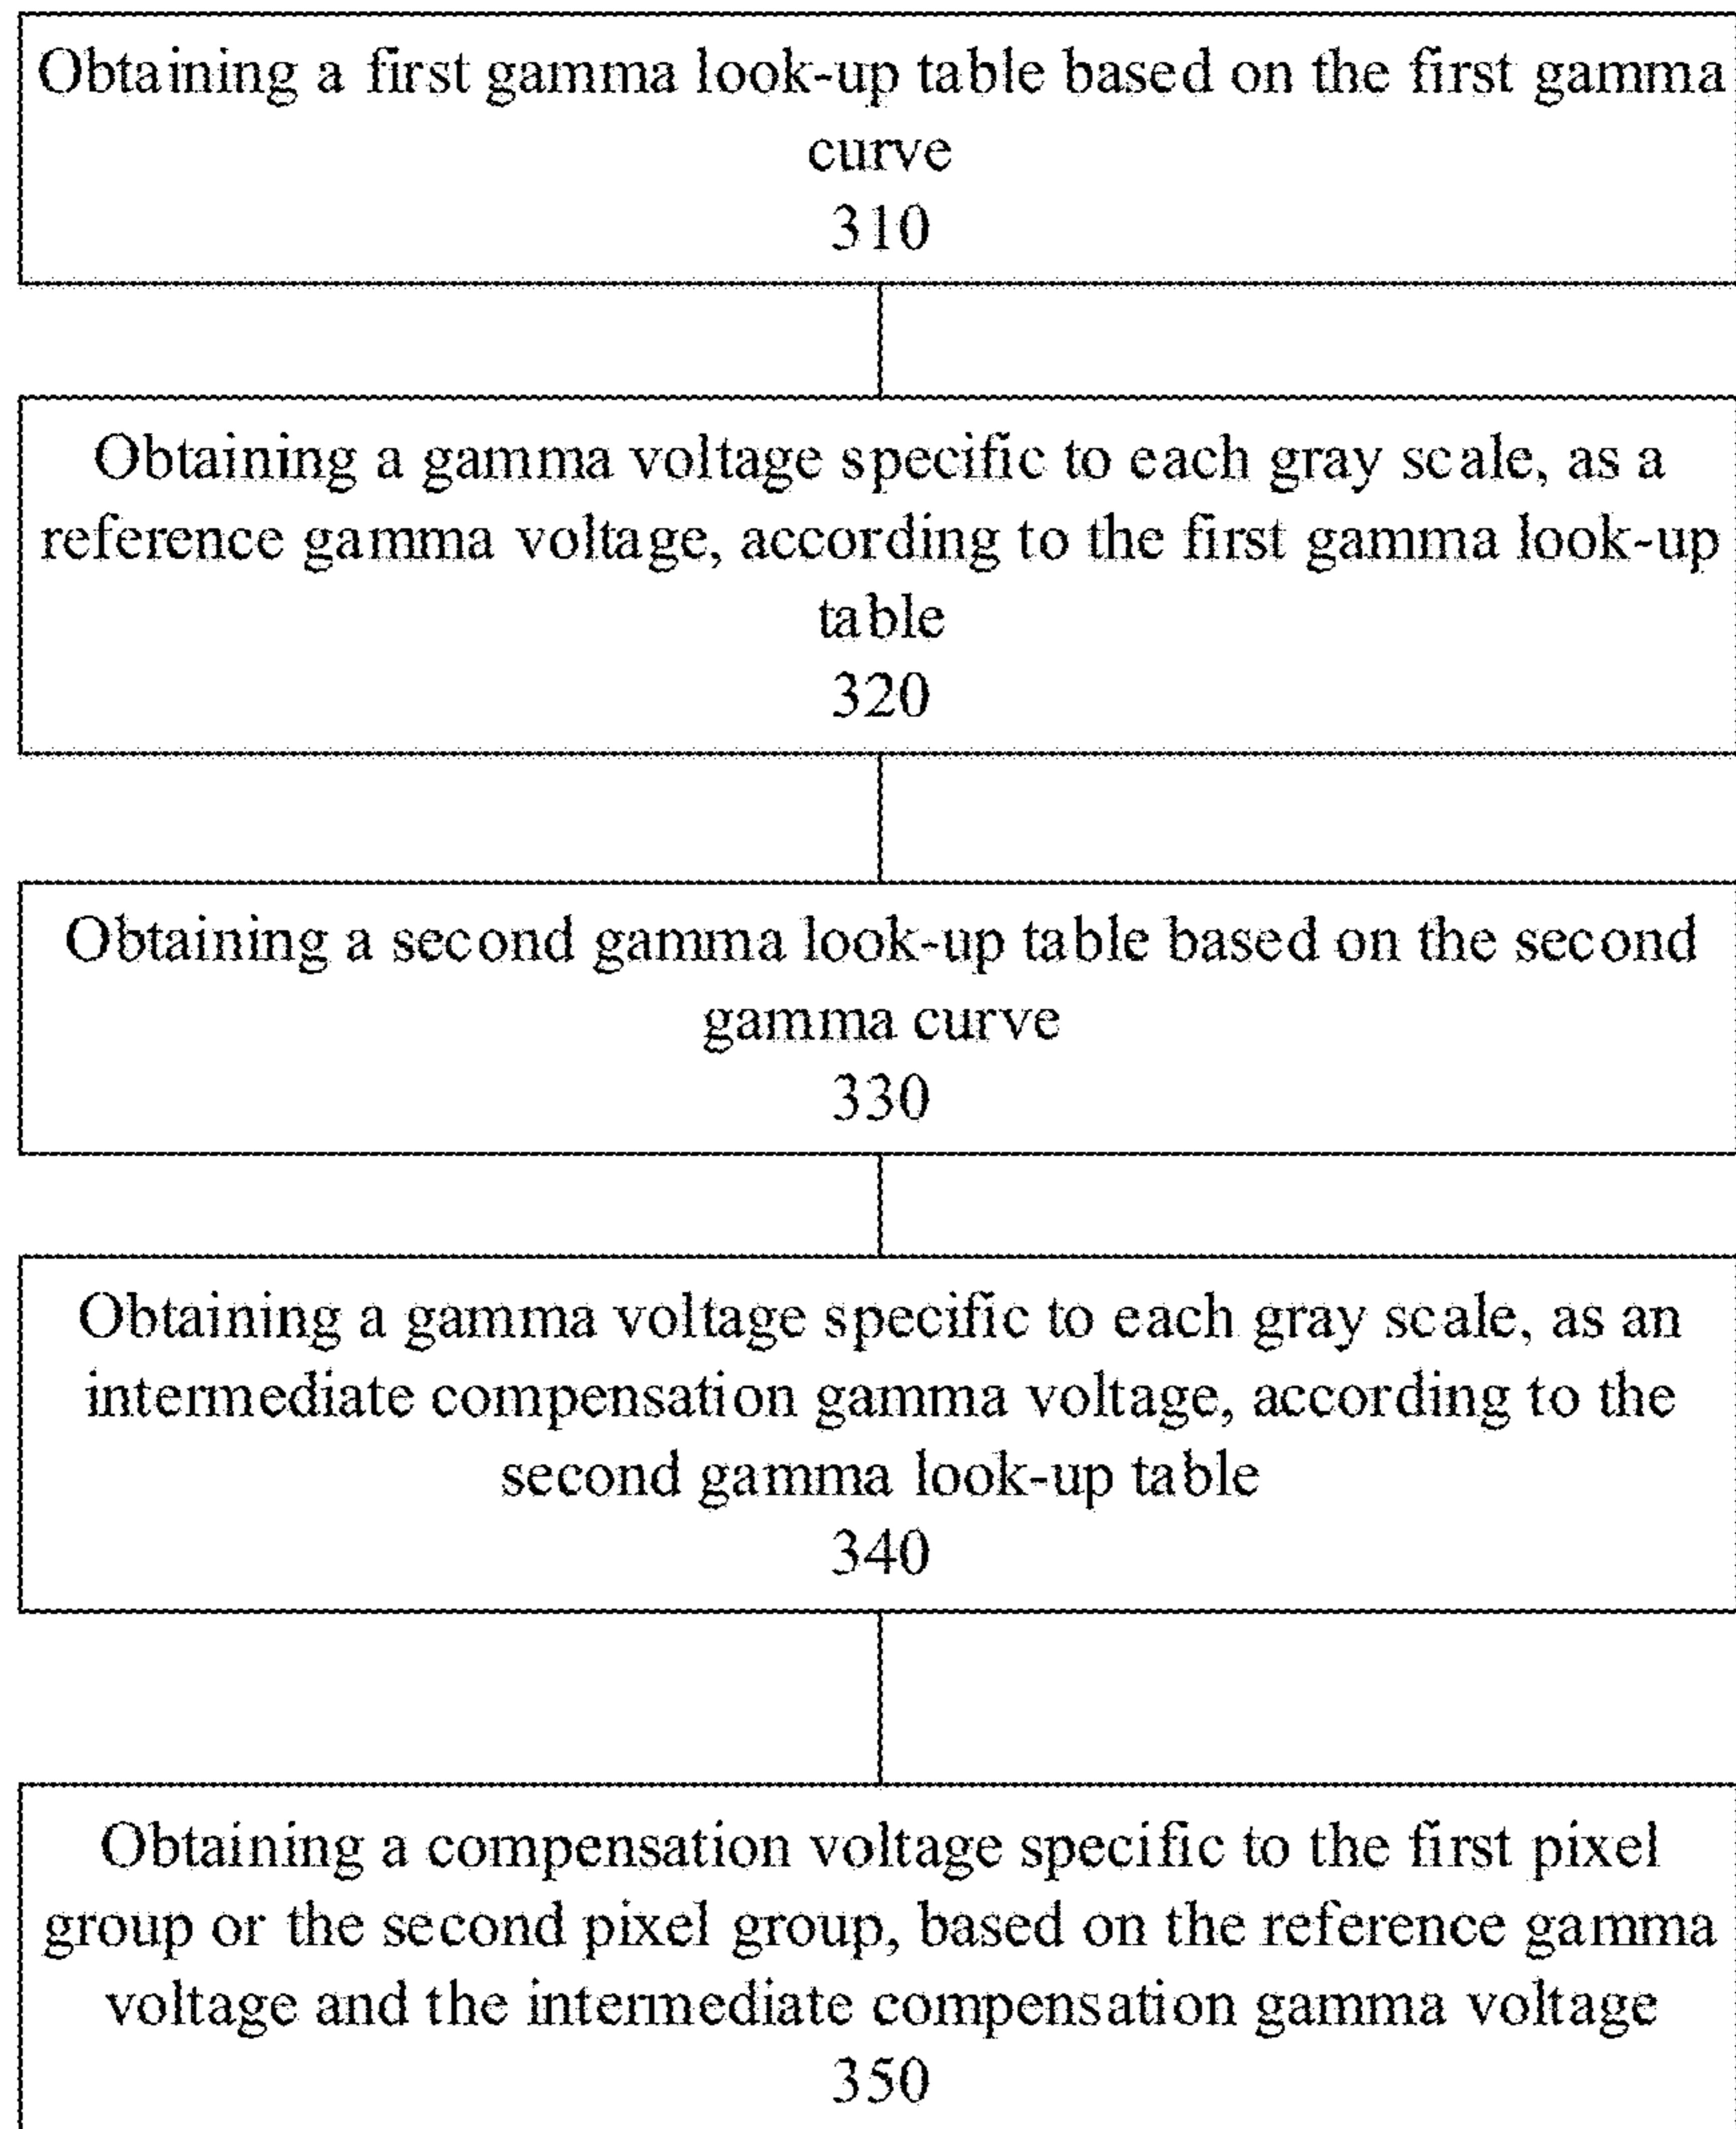 Obtaining a first gamma look-up table based on the first gamma
curve
310
Obtaining a gamma voltage specific to each gray scale, as a
reference gamma voltage, according to the first gamma look-up
table
320
Obtaining a second gamma look-up table based on the second
gamma curve
330
Obtaining a gamma voltage specific to each gray scale, as an
intermediate compensation gamma voltage, according to the
second gamma look-up table
340
Obtaining a compensation voltage specific to the first pixel
group or the second pixel group, based on the reference gamma
voltage and the intermediate compensation gamma voltage
350